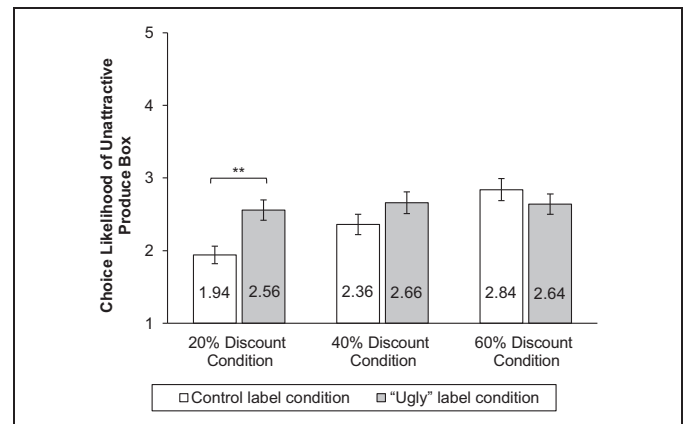 Choice Likelihood of Unattractive
Produce Box
5
4
3
2
1
**
1.94
2.56
2.36
2.66
2.84
2.64
20% Discount
Condition
40% Discount
Condition
60% Discount
Condition
Control label condition
“Ugly” label condition